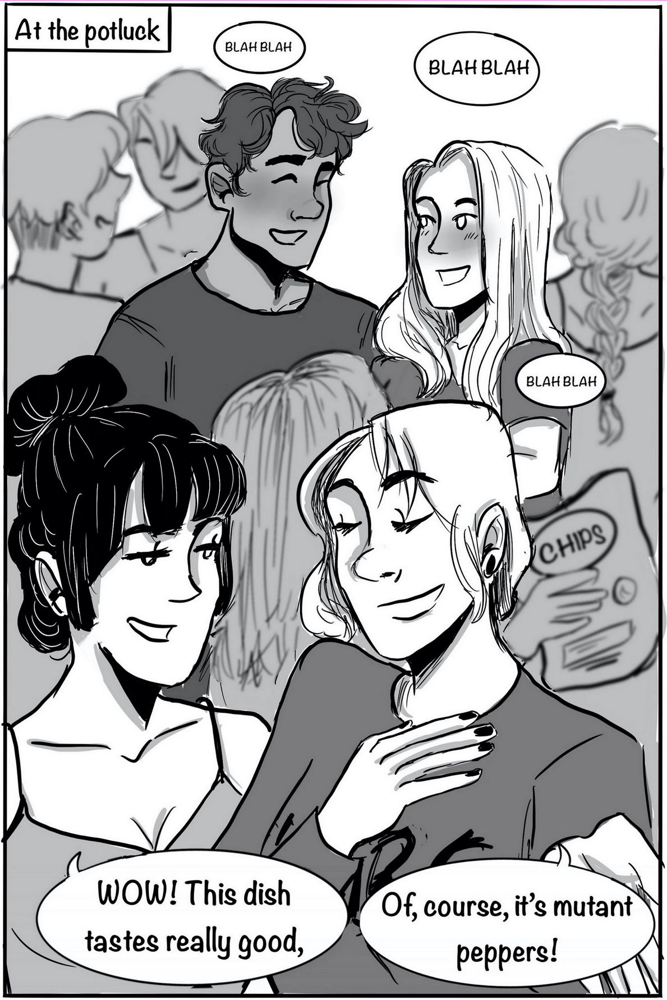 At the potluck
BLAH BLAH
BLAH BLAH
BLAH BLAH
CHIPS
WOW! This dish
tastes really good,
Of, course, it's mutant
peppers!